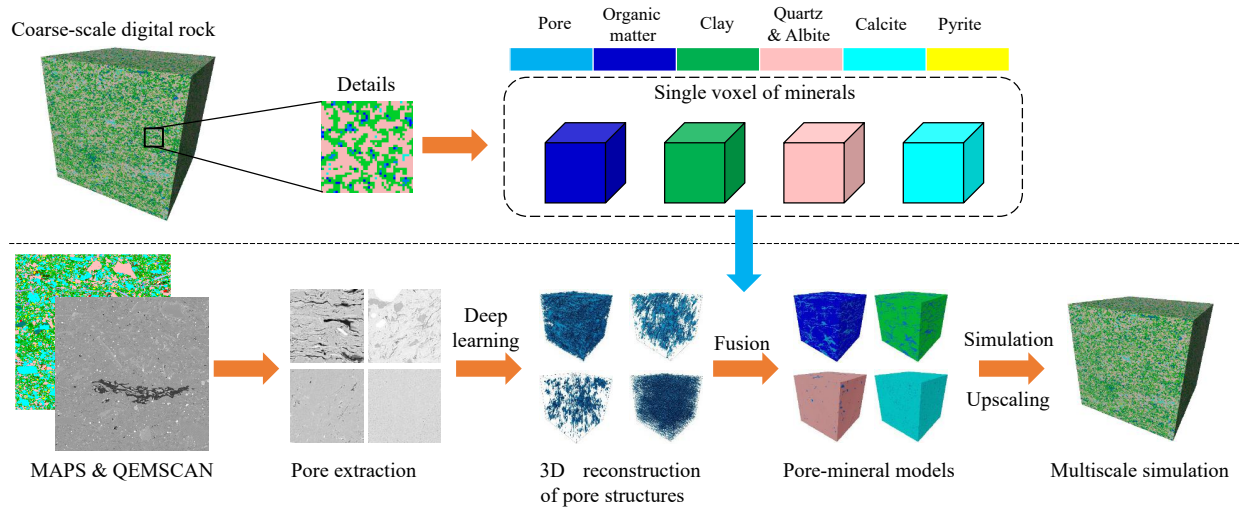 Coarse-scale digital rock
Details
Pore
Organic
matter
Clay
Quartz
& Albite
Calcite
Pyrite
Single voxel of minerals
Deep
learning
Fusion
Simulation
Upscaling
MAPS & QEMSCAN
Pore extraction
3D reconstruction
of pore structures
Pore-mineral models
Multiscale simulation